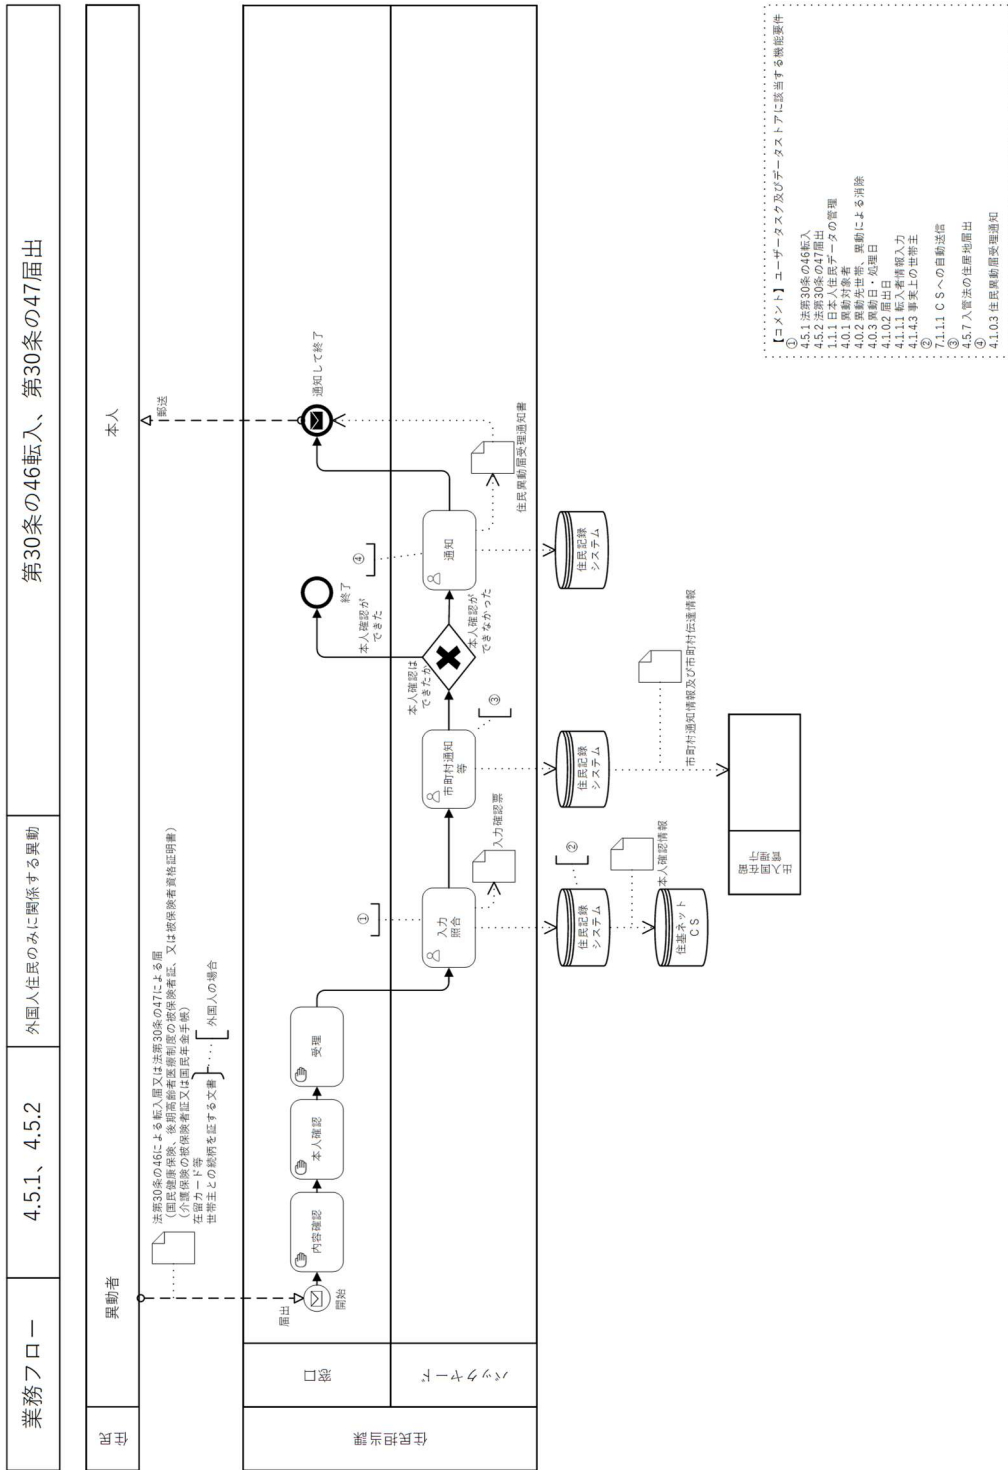 業務フロー
4.5.1、4.5.2
外国人住民のみに関係する異動
第30条の46転入、第30条の47届出
住民
異動者
本人
法第30条の46による転入届又は法第30条の47による届
（国民健康保険、後期高齢者医療制度の被保険者証、又は被保険者資格証明書）
（介護保険の被保険者証又は国民年金手帳）
在留カード等
世帯主との続柄を証する文書
外国人の場合
郵送
住民担当課
窓口
届出
開始
内容確認
本人確認
受理
本人確認が
できた
終了
通知して終了
バックヤード
①
入力
照合
入力確認票
市町村通知
等
③
本人確認は
できたか
本人確認が
できなかった
④
通知
住民異動届受理通知書
住民記録
システム
②
本人確認情報
住基ネット
CS
住民記録
システム
市町村通知情報及び市町村伝達情報
出入国在留
管理庁
住民記録
システム
【コメント】ユーザータスク及びデータストアに該当する機能要件
①
4.5.1 法第30条の46転入
4.5.2 法第30条の47届出
1.1.1 日本人住民データの管理
4.0.1 異動対象者
4.0.2 異動先世帯、異動による消除
4.0.3 異動日・処理日
4.1.0.2 届出日
4.1.1.1 転入者情報入力
4.1.4.3 事実上の世帯主
②
7.1.1.1 ＣＳへの自動送信
③
4.5.7 入管法の住居地届出
④
4.1.0.3 住民異動届受理通知